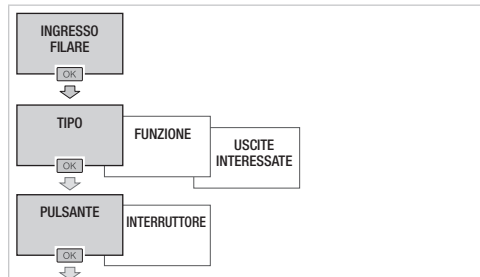 INGRESSO
FILARE
OK
TIPO
FUNZIONE
USCITE
INTERESSATE
OK
PULSANTE
INTERRUTTORE
OK